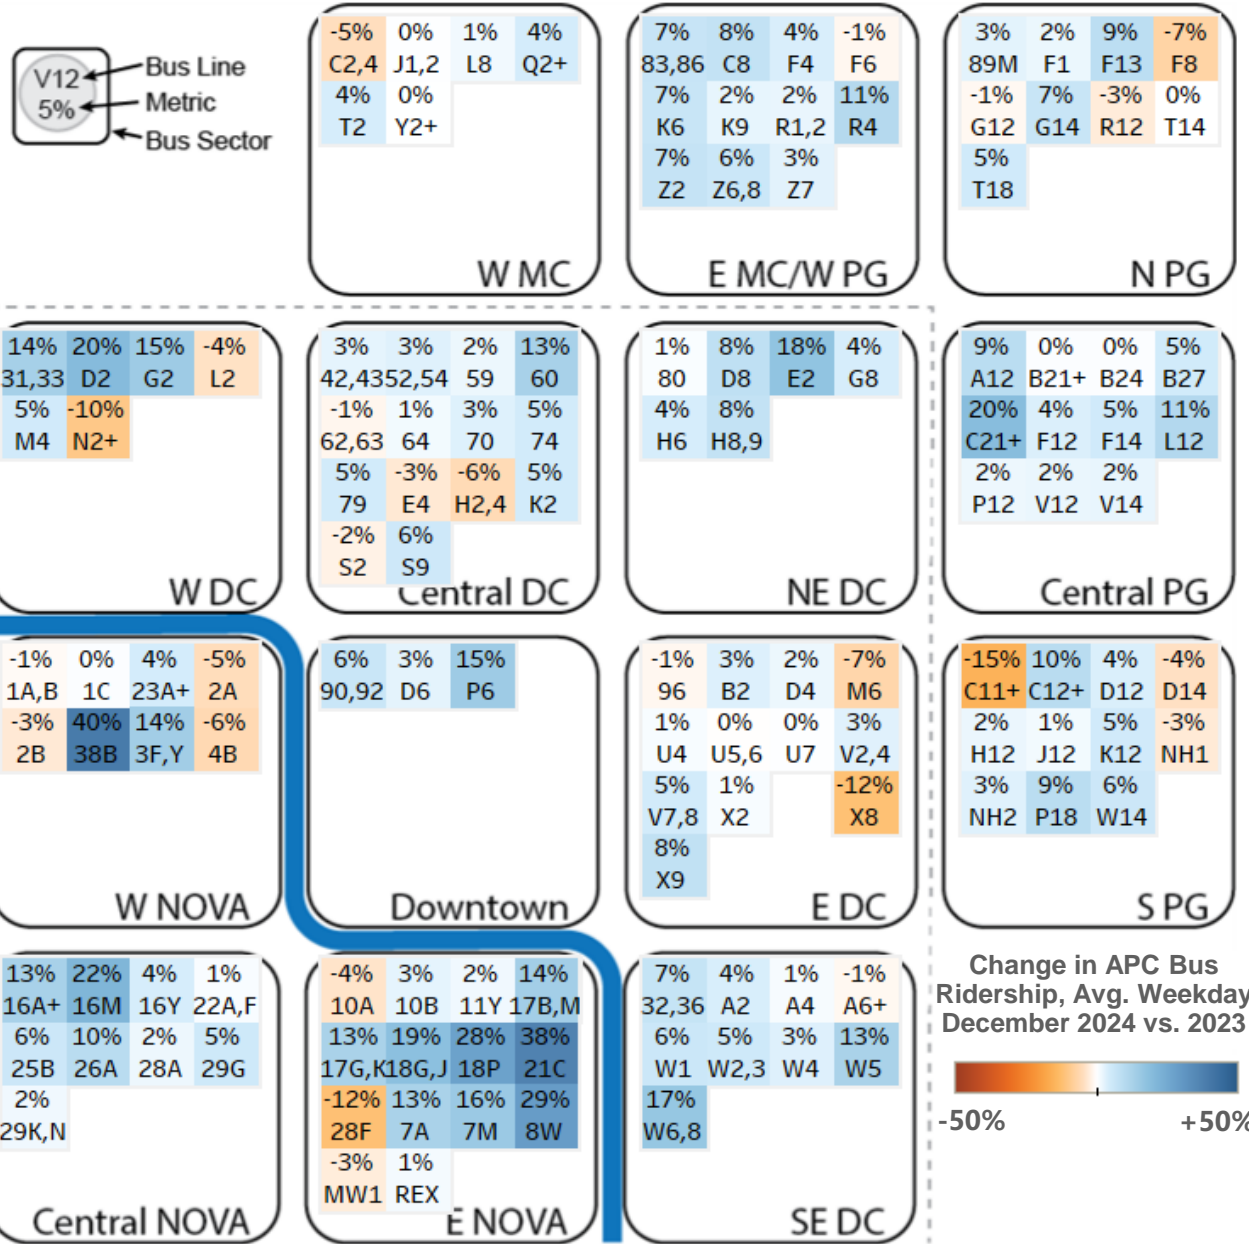 V12
5%
Bus Line
Metric
Bus Sector
-5% 0% 1% 4%
C2,4 J1,2 L8 Q2+
4% 0%
T2 Y2+
W MC
7% 8% 4% -1%
83,86 C8 F4 F6
7% 2% 2% 11%
K6 K9 R1,2 R4
7% 6% 3%
Z2 Z6,8 Z7
E MC/W PG
3% 2% 9% -7%
89M F1 F13 F8
-1% 7% -3% 0%
G12 G14 R12 T14
5%
T18
N PG
14% 20% 15% -4%
31,33 D2 G2 L2
5% -10%
M4 N2+
W DC
3% 3% 2% 13%
42,43 52,54 59 60
-1% 1% 3% 5%
62,63 64 70 74
5% -3% -6% 5%
79 E4 H2,4 K2
-2% 6%
S2 S9
Central DC
1% 8% 18% 4%
80 D8 E2 G8
4% 8%
H6 H8,9
NE DC
9% 0% 0% 5%
A12 B21+ B24 B27
20% 4% 5% 11%
C21+ F12 F14 L12
2% 2% 2%
P12 V12 V14
Central PG
-1% 0% 4% -5%
1A,B 1C 23A+ 2A
-3% 40% 14% -6%
2B 38B 3F,Y 4B
W NOVA
6% 3% 15%
90,92 D6 P6
Downtown
-1% 3% 2% -7%
96 B2 D4 M6
1% 0% 0% 3%
U4 U5,6 U7 V2,4
5% 1% -12%
V7,8 X2 X8
8%
X9
E DC
-15% 10% 4% -4%
C11+ C12+ D12 D14
2% 1% 5% -3%
H12 J12 K12 NH1
3% 9% 6%
NH2 P18 W14
S PG
13% 22% 4% 1%
16A+ 16M 16Y 22A,F
6% 10% 2% 5%
25B 26A 28A 29G
2%
29K,N
Central NOVA
-4% 3% 2% 14%
10A 10B 11Y 17B,M
13% 19% 28% 38%
17G,K 18G,J 18P 21C
-12% 13% 16% 29%
28F 7A 7M 8W
-3% 1%
MW1 REX
E NOVA
7% 4% 1% -1%
32,36 A2 A4 A6+
6% 5% 3% 13%
W1 W2,3 W4 W5
17%
W6,8
SE DC
Change in APC Bus
Ridership, Avg. Weekday
December 2024 vs. 2023
-50% +50%